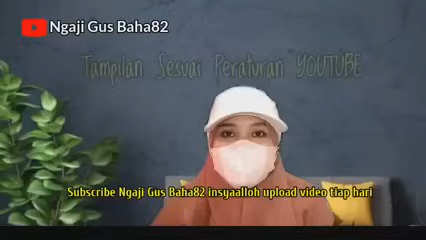 Ngaji Gus Baha82
Tampilan Sesuai Peraturan YOUTUBE
Subscribe Ngaji Gus Baha82 insyaalloh upload video tiap hari